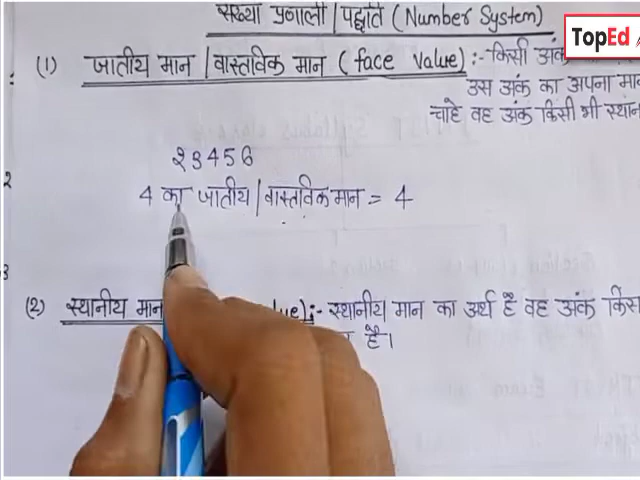 संख्या प्रणाली / पद्धति (Number System)
TopEd
(1) जातीय मान / वास्तविक मान (face value) :- किसी अंक
उस अंक का अपना मान
चाहे वह अंक किसी भी स्थान
23456
4 का जातीय / वास्तविक मान = 4
(2) स्थानीय मान ue) :- स्थानीय मान का अर्थ है वह अंक किस
है।